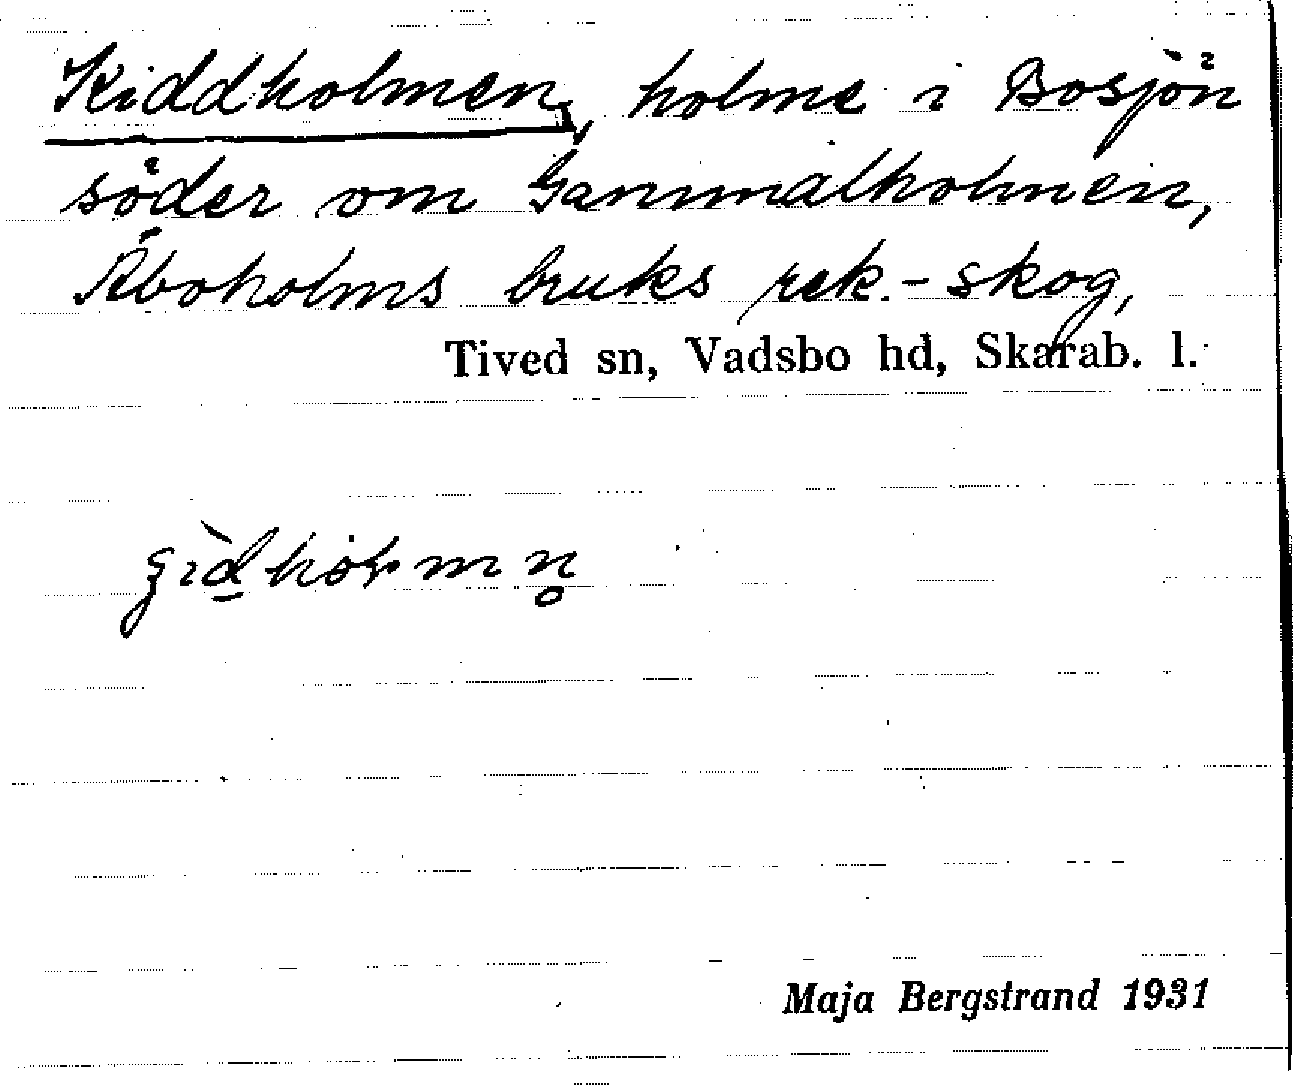 Kiddholmen, holme i Bosjön
söder om Gammalholmen,
Åboholms bruks rek.-skog,
Tived sn, Vadsbo hd, Skarab. l.
Maja Bergstrand 1931